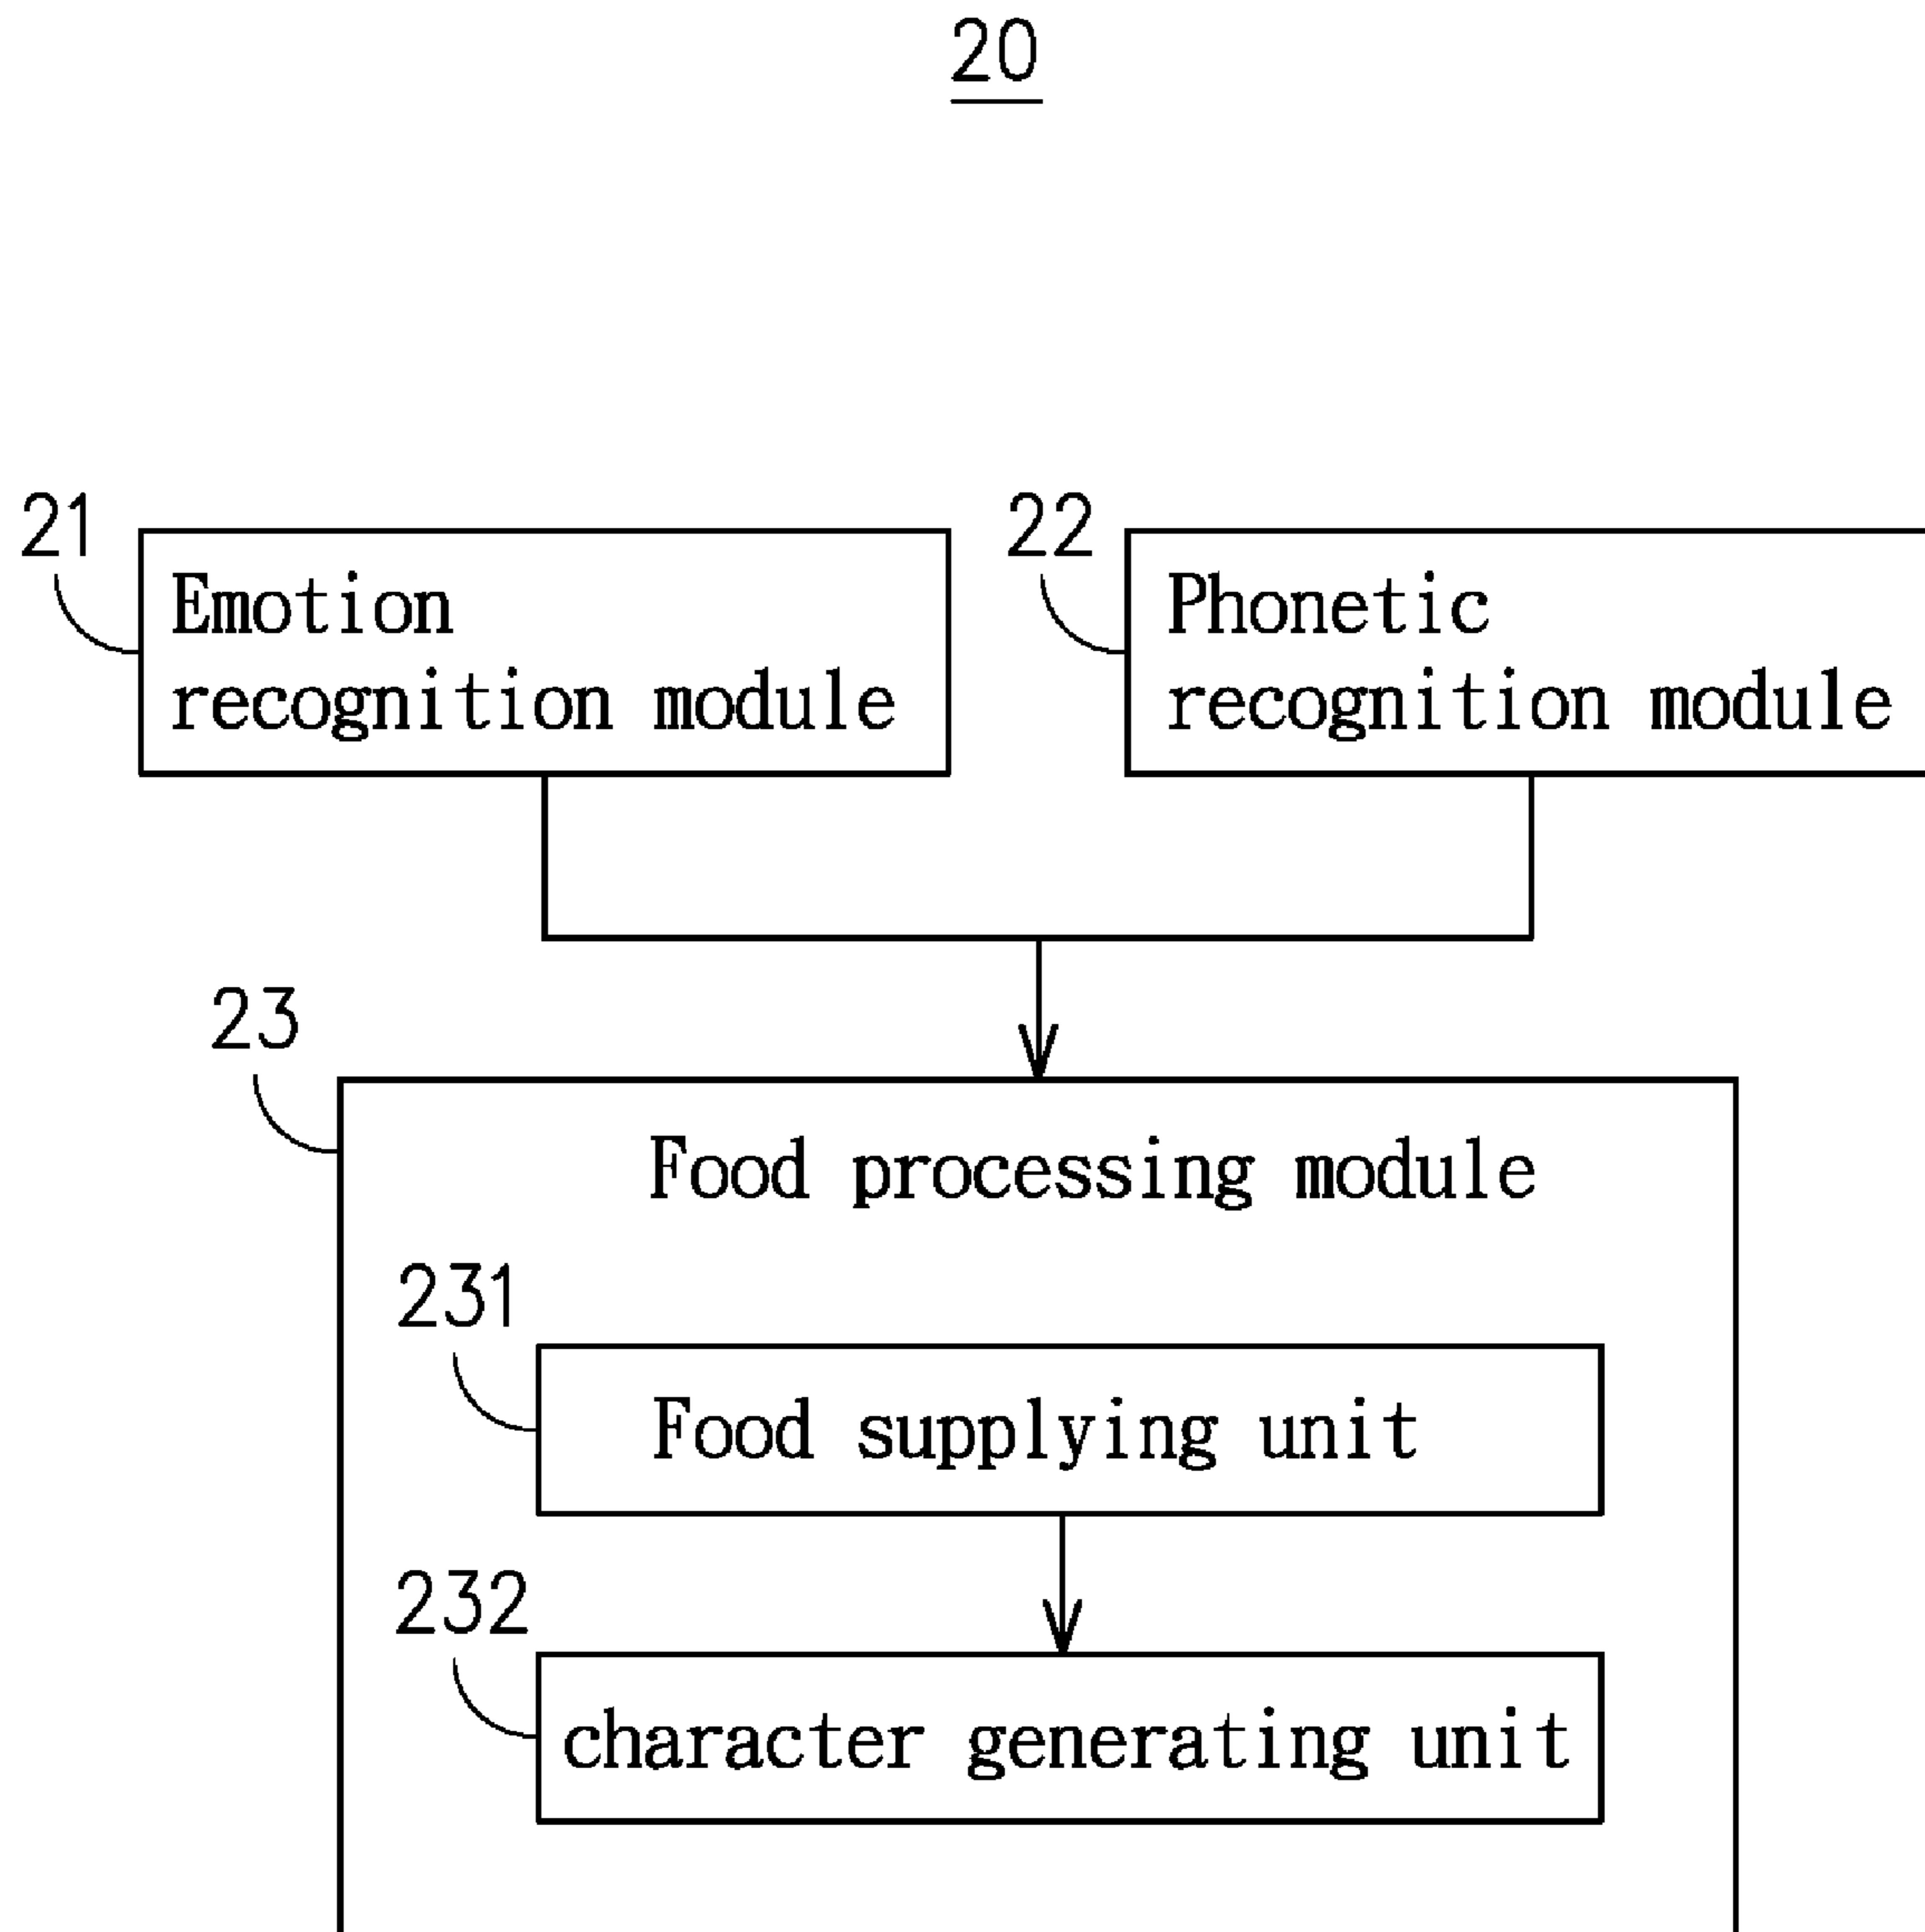 20
21
Emotion
recognition module
22
Phonetic
recognition module
23
Food processing module
231
Food supplying unit
232
character generating unit